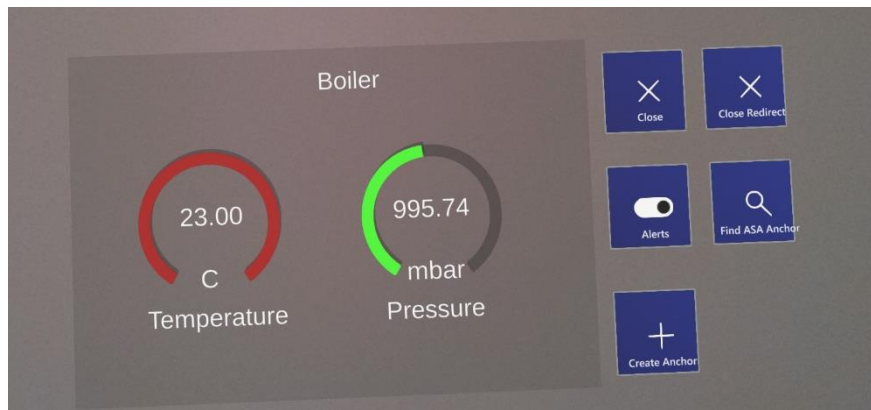 Boiler
23.00
C
Temperature
995.74
mbar
Pressure
Close
Close Redirect
Alerts
Find ASA Anchor
Create Anchor